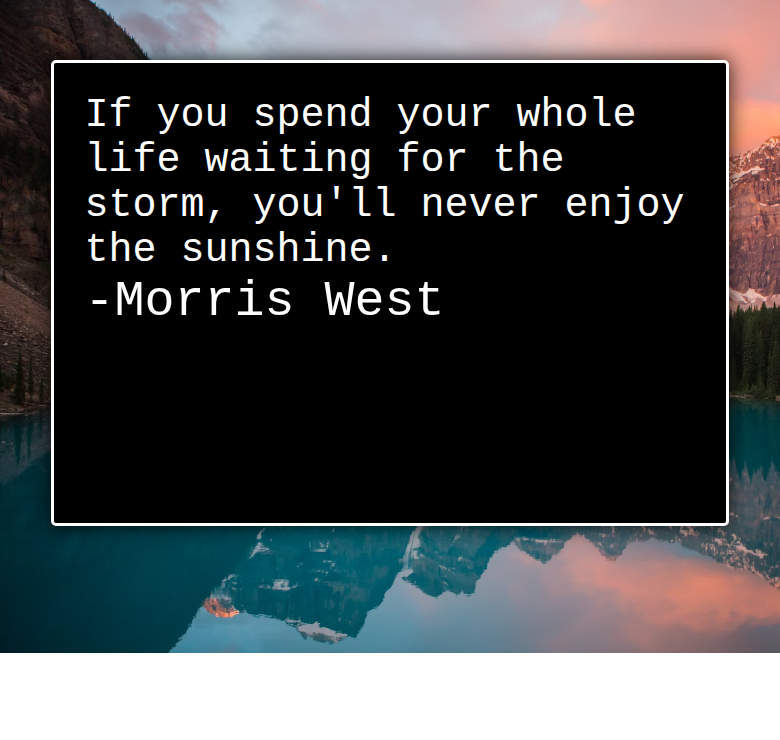 If you spend your whole
life waiting for the
storm, you'll never enjoy
the sunshine.
-Morris West